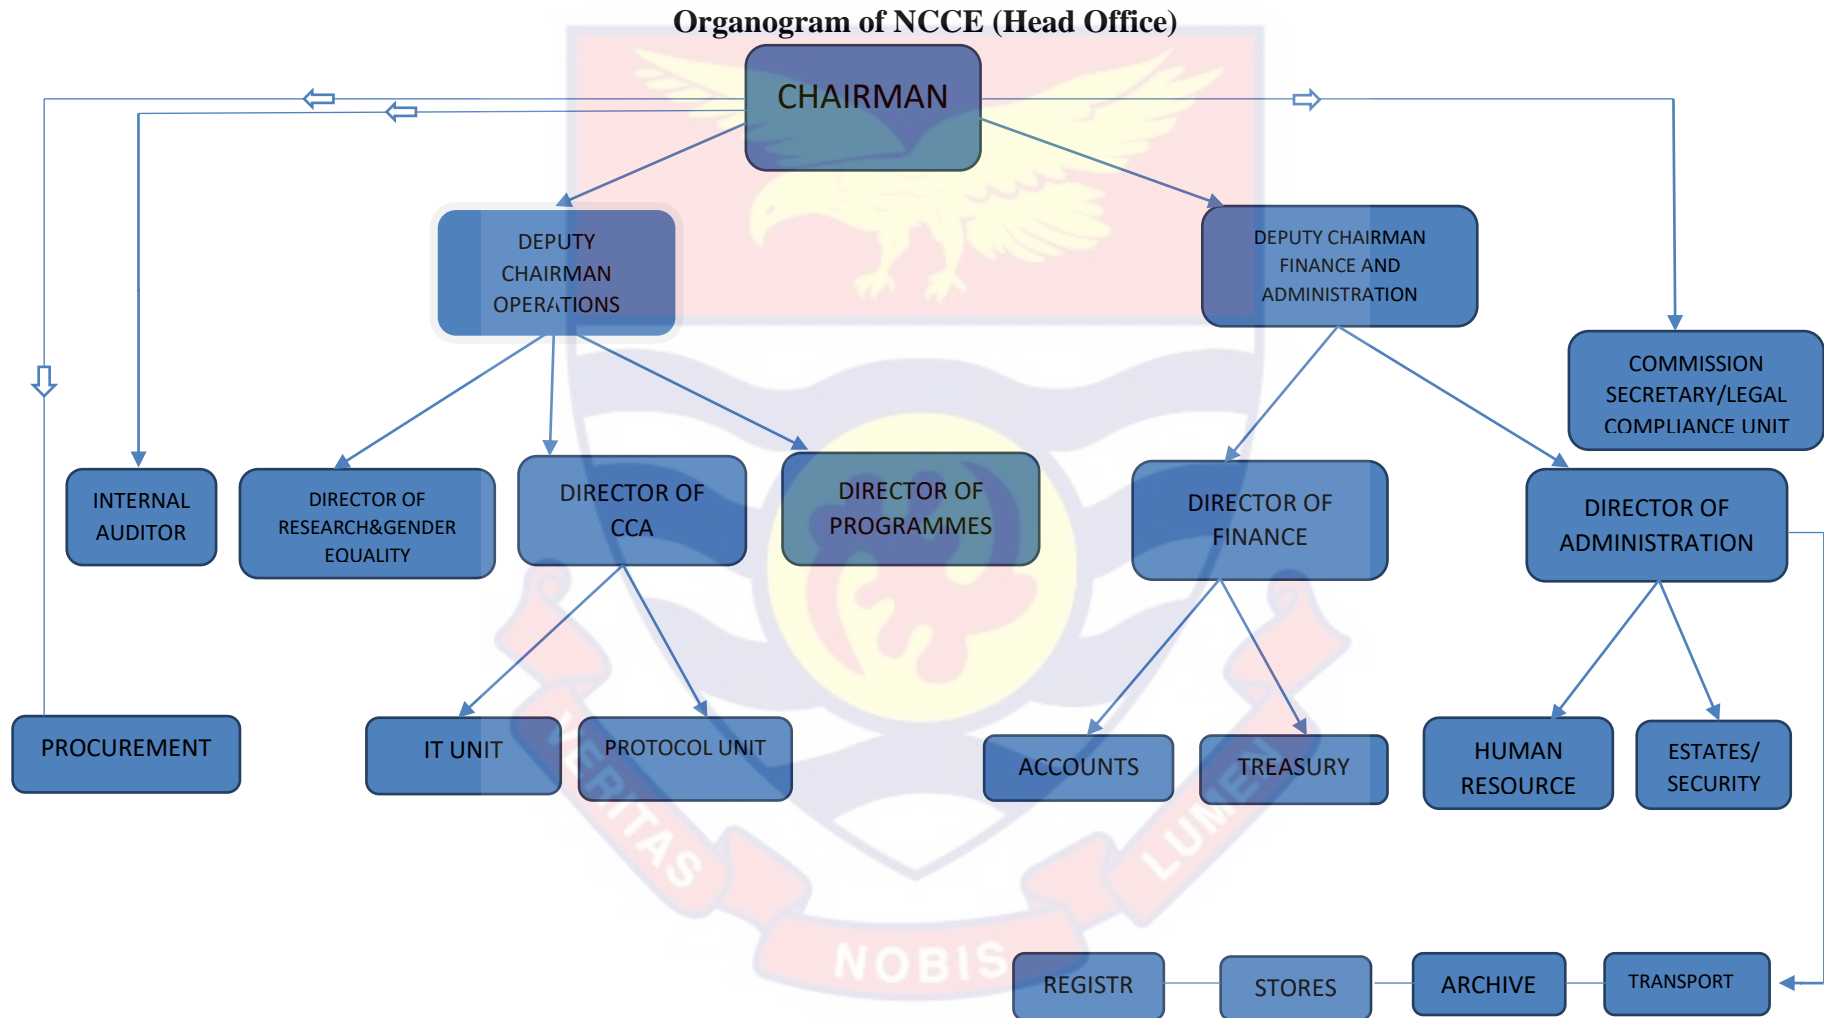 Organogram of NCCE (Head Office)
CHAIRMAN
DEPUTY
CHAIRMAN
OPERATIONS
DEPUTY CHAIRMAN
FINANCE AND
ADMINISTRATION
COMMISSION
SECRETARY/LEGAL
COMPLIANCE UNIT
INTERNAL
AUDITOR
DIRECTOR OF
RESEARCH&GENDER
EQUALITY
DIRECTOR OF
CCA
DIRECTOR OF
PROGRAMMES
DIRECTOR OF
FINANCE
DIRECTOR OF
ADMINISTRATION
PROCUREMENT
IT UNIT
PROTOCOL UNIT
ACCOUNTS
TREASURY
HUMAN
RESOURCE
ESTATES/
SECURITY
VERITAS
NOBIS
LUMEN
REGISTR
STORES
ARCHIVE
TRANSPORT